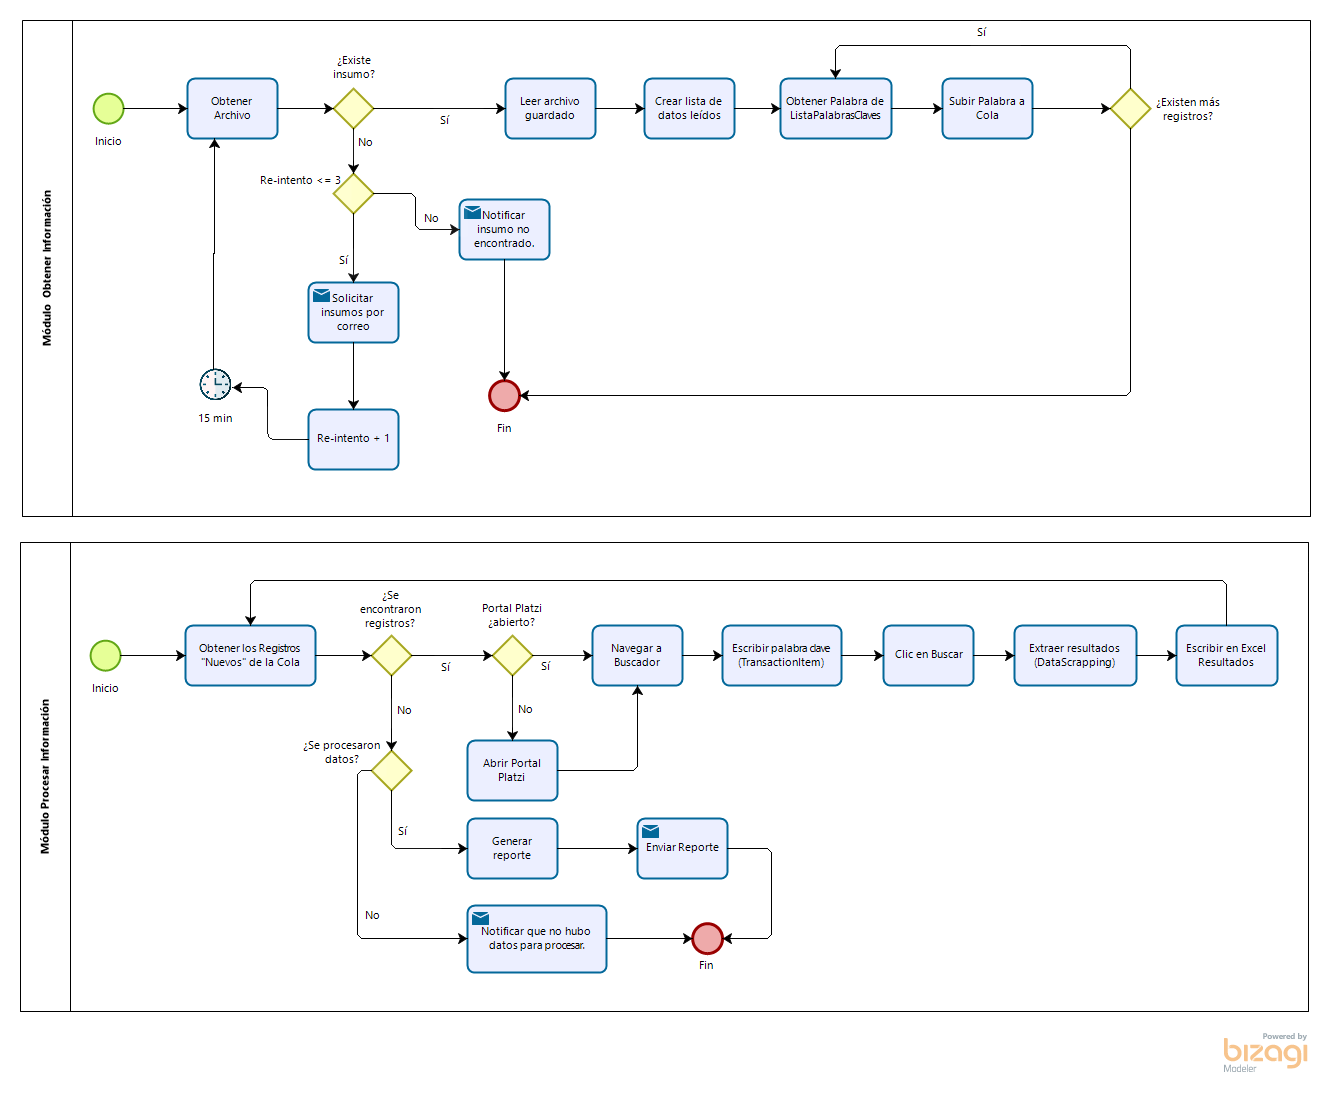 Módulo Obtener Información
Inicio
Obtener
Archivo
¿Existe
insumo?
Sí
No
Leer archivo
guardado
Crear lista de
datos leídos
Obtener Palabra de
ListaPalabrasClaves
Subir Palabra a
Cola
Sí
¿Existen más
registros?
Re-intento <= 3
No
Notificar
insumo no
encontrado.
Sí
Solicitar
insumos por
correo
15 min
Re-intento + 1
Fin
Módulo Procesar Información
Inicio
Obtener los Registros
"Nuevos" de la Cola
¿Se
encontraron
registros?
Sí
No
Portal Platzi
¿abierto?
Sí
No
Navegar a
Buscador
Escribir palabra clave
(TransactionItem)
Clic en Buscar
Extraer resultados
(DataScrapping)
Escribir en Excel
Resultados
Abrir Portal
Platzi
¿Se procesaron
datos?
Sí
Generar
reporte
Enviar Reporte
No
Notificar que no hubo
datos para procesar.
Fin
Powered by
bizagi
Modeler